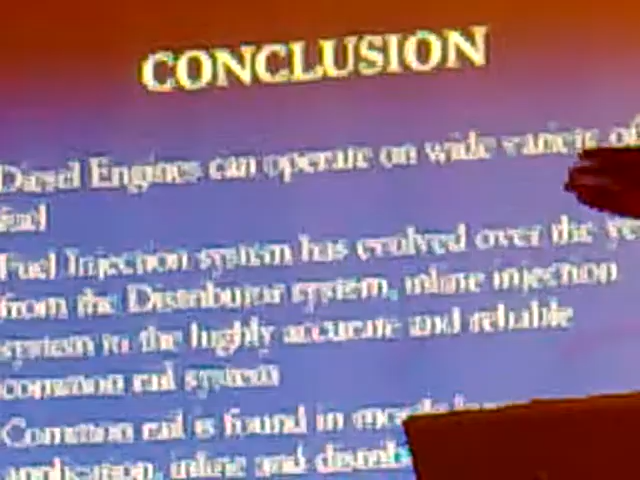 CONCLUSION
Diesel Engines can operate on wide variety of
fuel
Fuel Injection system has evolved over the
from the Distributor system, inline injection
system to the highly accurate and reliable
common rail system
Common rail is found in
application, inline and